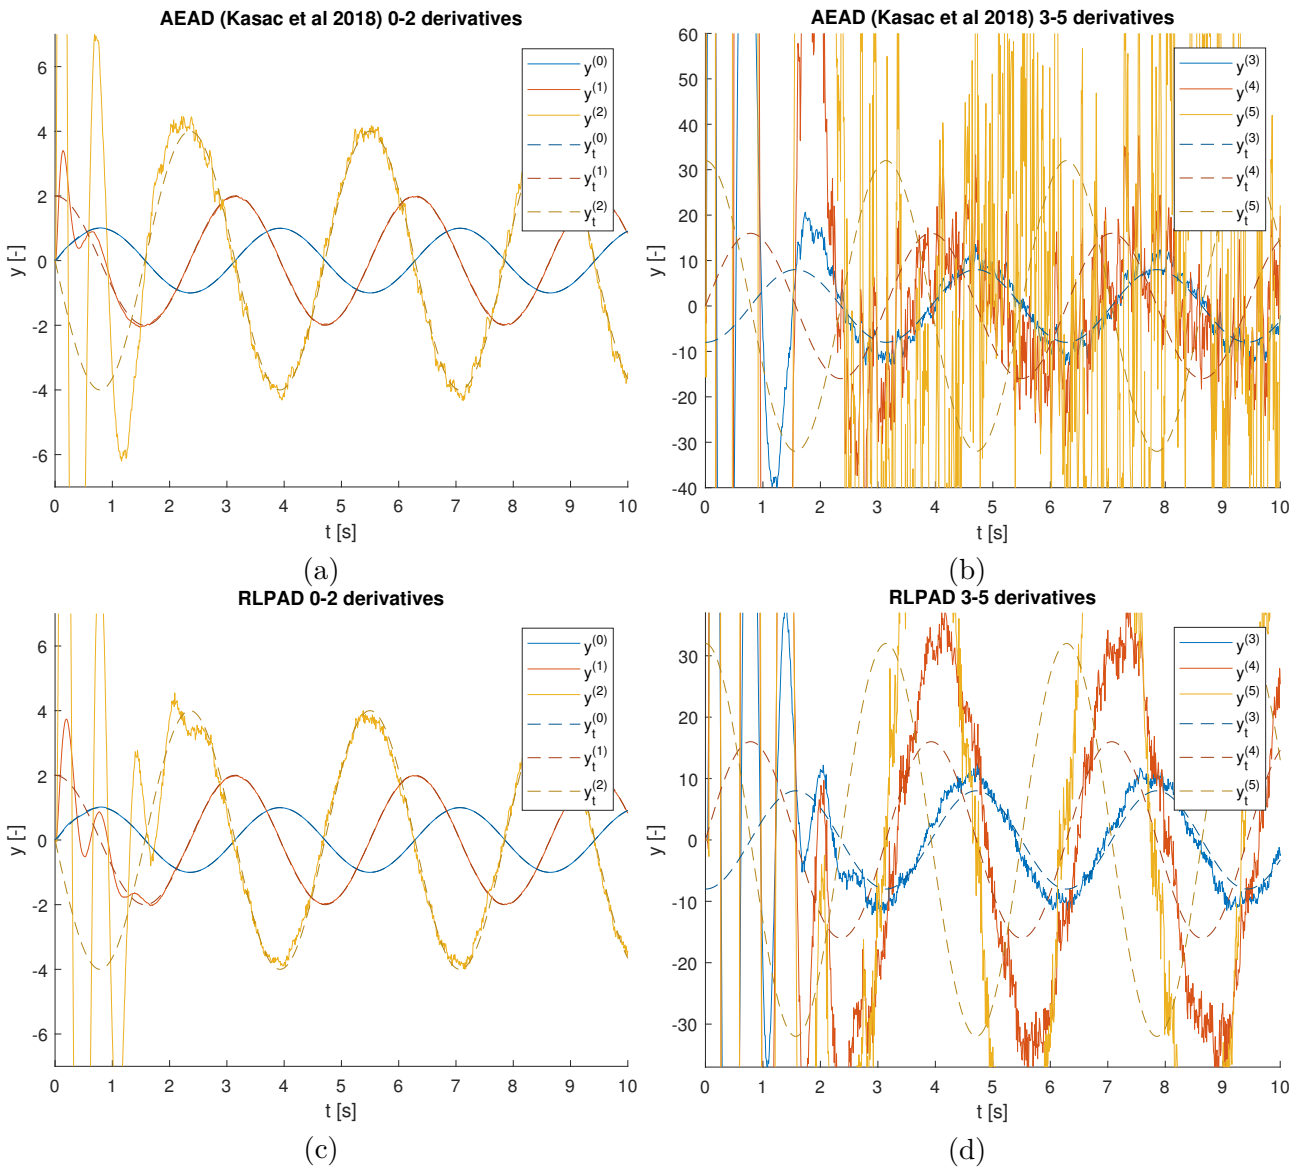 AEAD (Kasac et al 2018) 0-2 derivatives
y [-]
6
4
2
0
-2
-4
-6
0 1 2 3 4 5 6 7 8 9 10
t [s]
y(0)
y(1)
y(2)
yt(0)
yt(1)
yt(2)
(a)
AEAD (Kasac et al 2018) 3-5 derivatives
y [-]
60
50
40
30
20
10
0
-10
-20
-30
-40
0 1 2 3 4 5 6 7 8 9 10
t [s]
y(3)
y(4)
y(5)
yt(3)
yt(4)
yt(5)
(b)
RLPAD 0-2 derivatives
y [-]
6
4
2
0
-2
-4
-6
0 1 2 3 4 5 6 7 8 9 10
t [s]
y(0)
y(1)
y(2)
yt(0)
yt(1)
yt(2)
(c)
RLPAD 3-5 derivatives
y [-]
30
20
10
0
-10
-20
-30
0 1 2 3 4 5 6 7 8 9 10
t [s]
y(3)
y(4)
y(5)
yt(3)
yt(4)
yt(5)
(d)